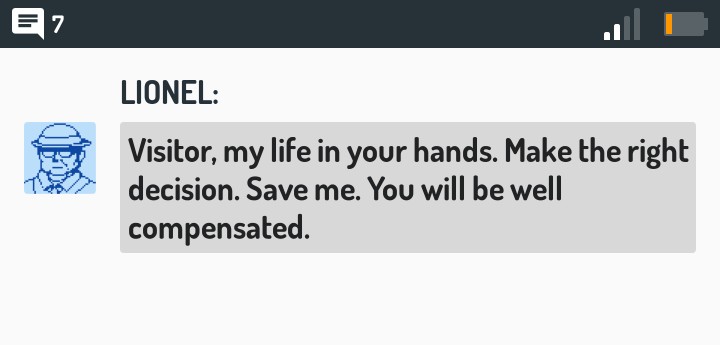 7
LIONEL:
Visitor, my life in your hands. Make the right
decision. Save me. You will be well
compensated.